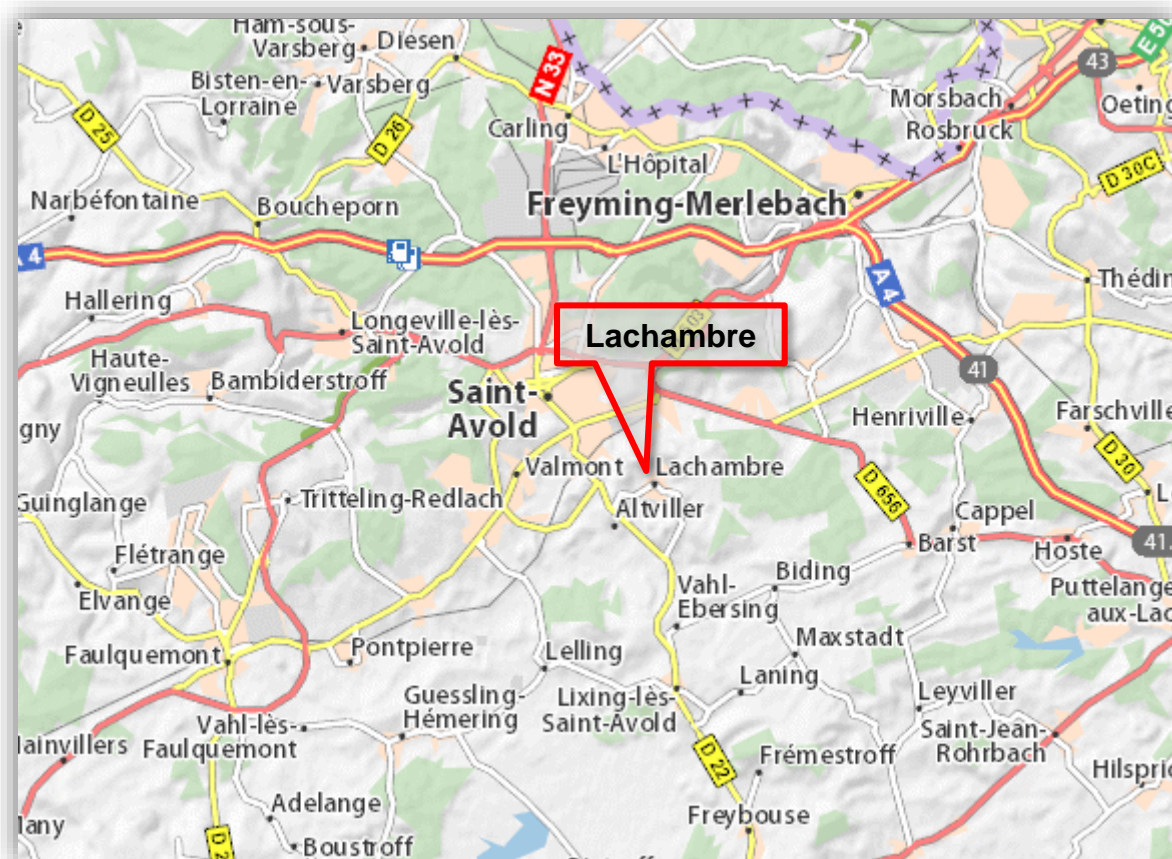 Ham-sous-
Varsberg
Diesen
N 33
E 5
43
Bisten-en-
Lorraine
Varsberg
Morsbach
Oeting
D 25
D 26
Carling
Rosbruck
L'Hôpital
D 30C
Narbéfontaine
Boucheporn
Freyming-Merlebach
A 4
A 4
Thédin
Hallering
Longeville-lès-
Saint-Avold
03
Lachambre
Haute-
Vigneulles
Bambiderstroff
Saint-
Avold
41
gny
Henriville
Farschville
D 30
Valmont
Lachambre
D 656
Guinglange
Tritteling-Redlach
Altviller
Cappel
L
Flétrange
Barst
Hoste
41.
Elvange
Vahl-
Ebersing
Biding
Puttelange
aux-Lac
Faulquemont
Pontpierre
Lelling
Maxstadt
Laning
Guessling-
Hémering
Lixing-lès-
Saint-Avold
Leyviller
ainvillers
Vahl-lès-
Faulquemont
Saint-Jean-
Rohrbach
D 22
Frémestroff
Hilspric
Adelange
Freybouse
any
D 2
Boustroff